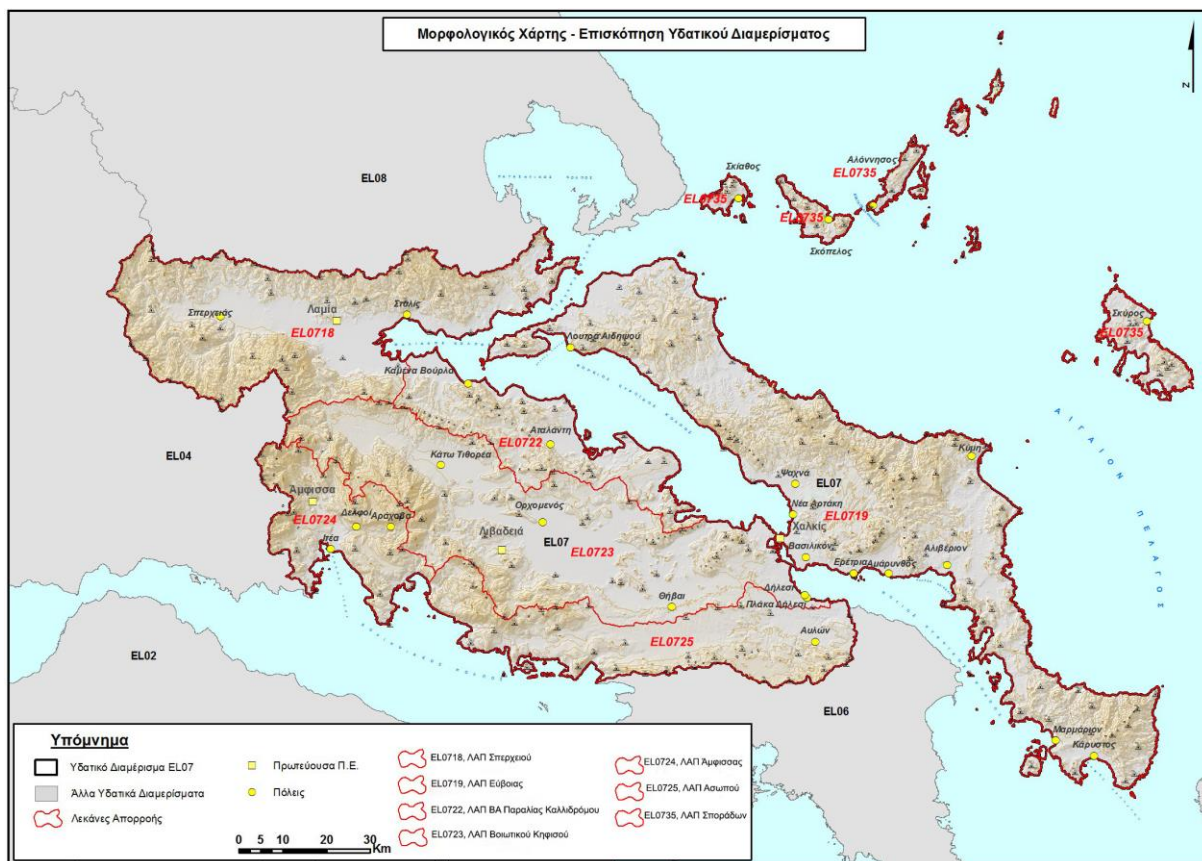 Μορφολογικός Χάρτης - Επισκόπηση Υδατικού Διαμερίσματος
Z
EL08
Σκίαθος
EL0735
Αλόννησος
EL0735
EL0735
Σκόπελος
Σκύρος
EL0735
Σπερχειάς
Λαμία
Στυλίς
EL0718
Λουτρά Αιδηψού
Καμένα Βούρλα
Αταλάντη
EL0722
Κάτω Τιθορέα
Κύμη
Ψαχνά
EL07
EL04
Άμφισσα
EL0724
Δελφοί
Αράχοβα
Ιτέα
Ορχομενός
Λιβαδειά
EL07
EL0723
Νέα Αρτάκη
EL0719
Χαλκίς
Βασιλικόν
Ερέτρια
Αμάρυνθος
Αλιβέριον
ΑΙΓΑΙΟΝ ΠΕΛΑΓΟΣ
Θήβαι
Δήλεσι
Πλάκα Δήλεσι
EL0725
Αυλών
EL02
EL06
Μαρμάριον
Κάρυστος
Υπόμνημα
Υδατικό Διαμέρισμα EL07
Άλλα Υδατικά Διαμερίσματα
Λεκάνες Απορροής
Πρωτεύουσα Π.Ε.
Πόλεις
0 5 10 20 30
Km
EL0718, ΛΑΠ Σπερχειού
EL0719, ΛΑΠ Εύβοιας
EL0722, ΛΑΠ ΒΑ Παραλίας Καλλιδρόμου
EL0723, ΛΑΠ Βοιωτικού Κηφισού
EL0724, ΛΑΠ Άμφισσας
EL0725, ΛΑΠ Ασωπού
EL0735, ΛΑΠ Σποράδων